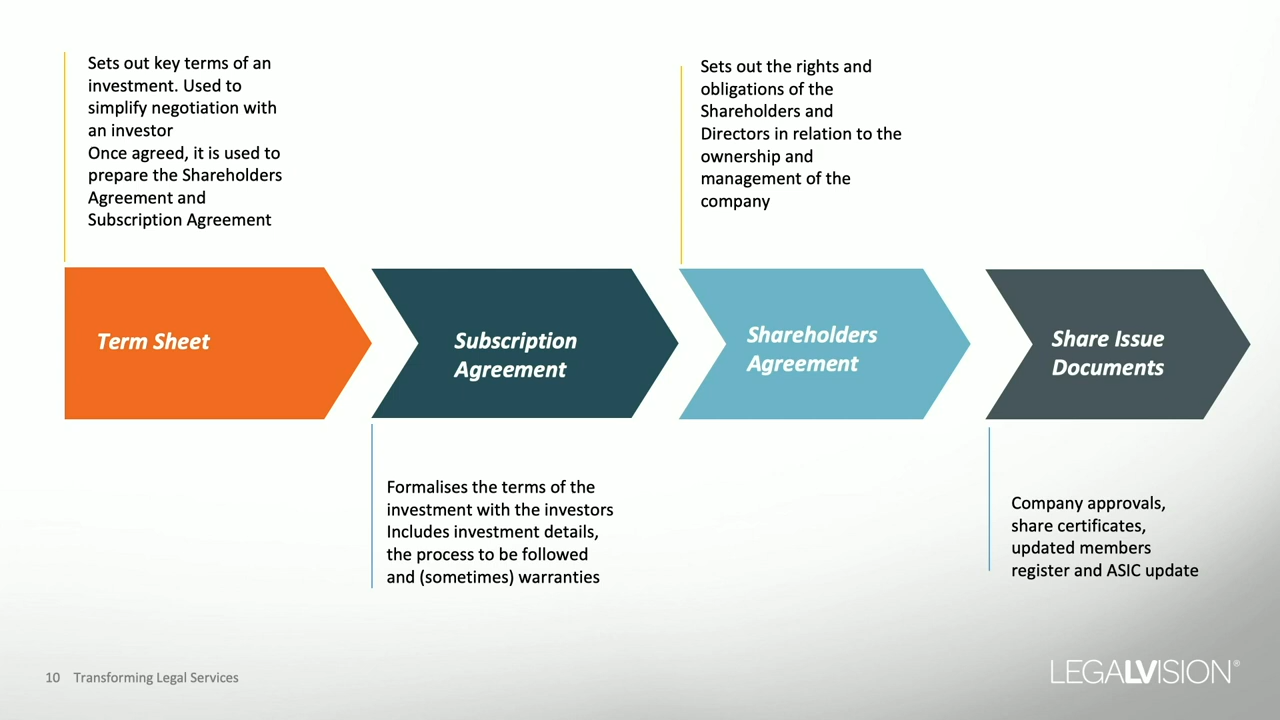 Sets out key terms of an
investment. Used to
simplify negotiation with
an investor
Once agreed, it is used to
prepare the Shareholders
Agreement and
Subscription Agreement
Sets out the rights and
obligations of the
Shareholders and
Directors in relation to the
ownership and
management of the
company
Term Sheet
Subscription
Agreement
Shareholders
Agreement
Share Issue
Documents
Formalises the terms of the
investment with the investors
Includes investment details,
the process to be followed
and (sometimes) warranties
Company approvals,
share certificates,
updated members
register and ASIC update
10 Transforming Legal Services
LEGALVISION®